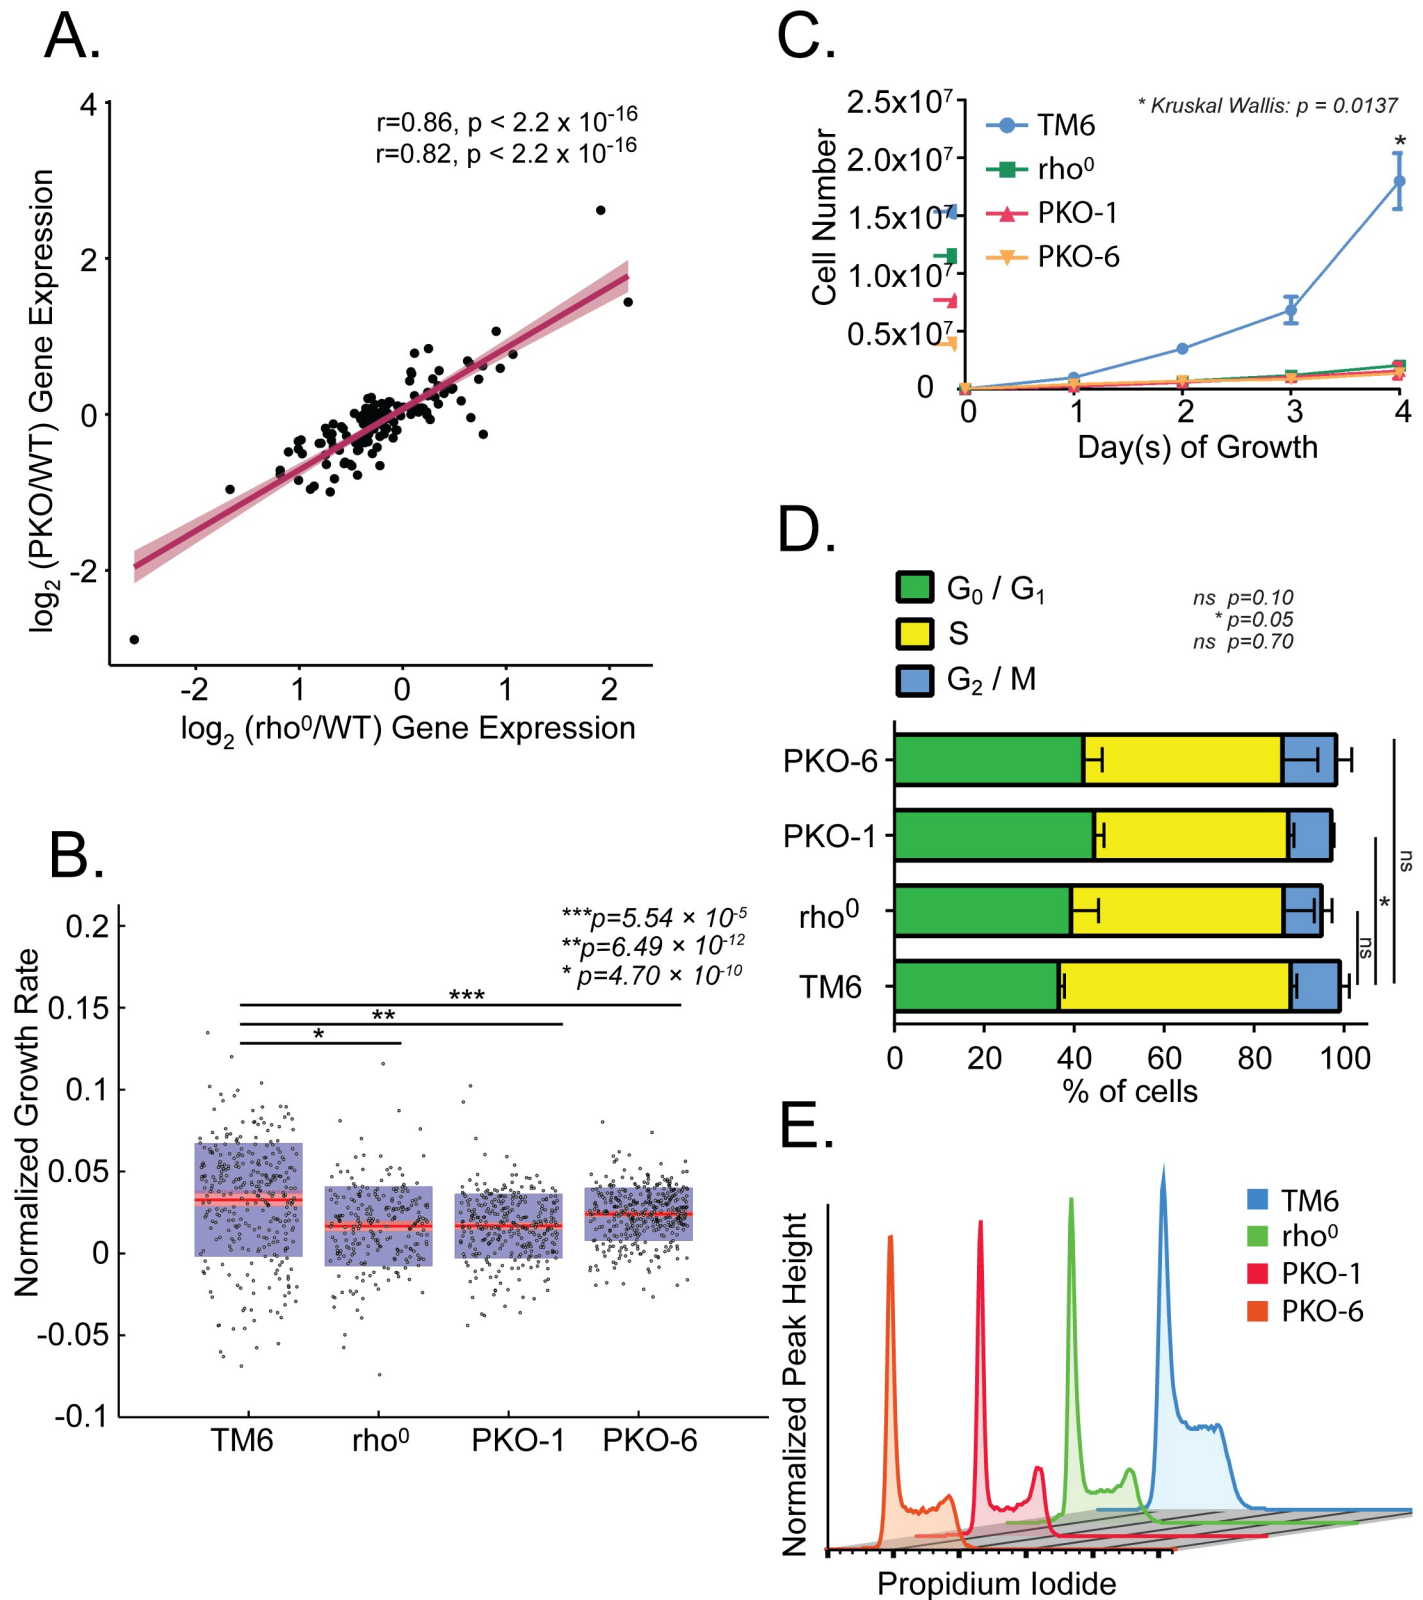 A.
4
2
0
-2
log2 (PKO/WT) Gene Expression
r=0.86, p < 2.2 x 10-16
r=0.82, p < 2.2 x 10-16
-2
1
0
1
2
log2 (rho0/WT) Gene Expression
B.
0.2
0.15
0.1
0.05
0
-0.05
-0.1
Normalized Growth Rate
***p=5.54 × 10-5
**p=6.49 × 10-12
* p=4.70 × 10-10
***
**
*
TM6
rho0
PKO-1
PKO-6
C.
2.5x107
2.0x107
1.5x107
1.0x107
0.5x107
0
Cell Number
TM6
rho0
PKO-1
PKO-6
* Kruskal Wallis: p = 0.0137
*
0
1
2
3
4
Day(s) of Growth
D.
G0 / G1
S
G2 / M
ns p=0.10
* p=0.05
ns p=0.70
PKO-6
PKO-1
rho0
TM6
ns
*
ns
0
20
40
60
80
100
% of cells
E.
Normalized Peak Height
TM6
rho0
PKO-1
PKO-6
Propidium Iodide